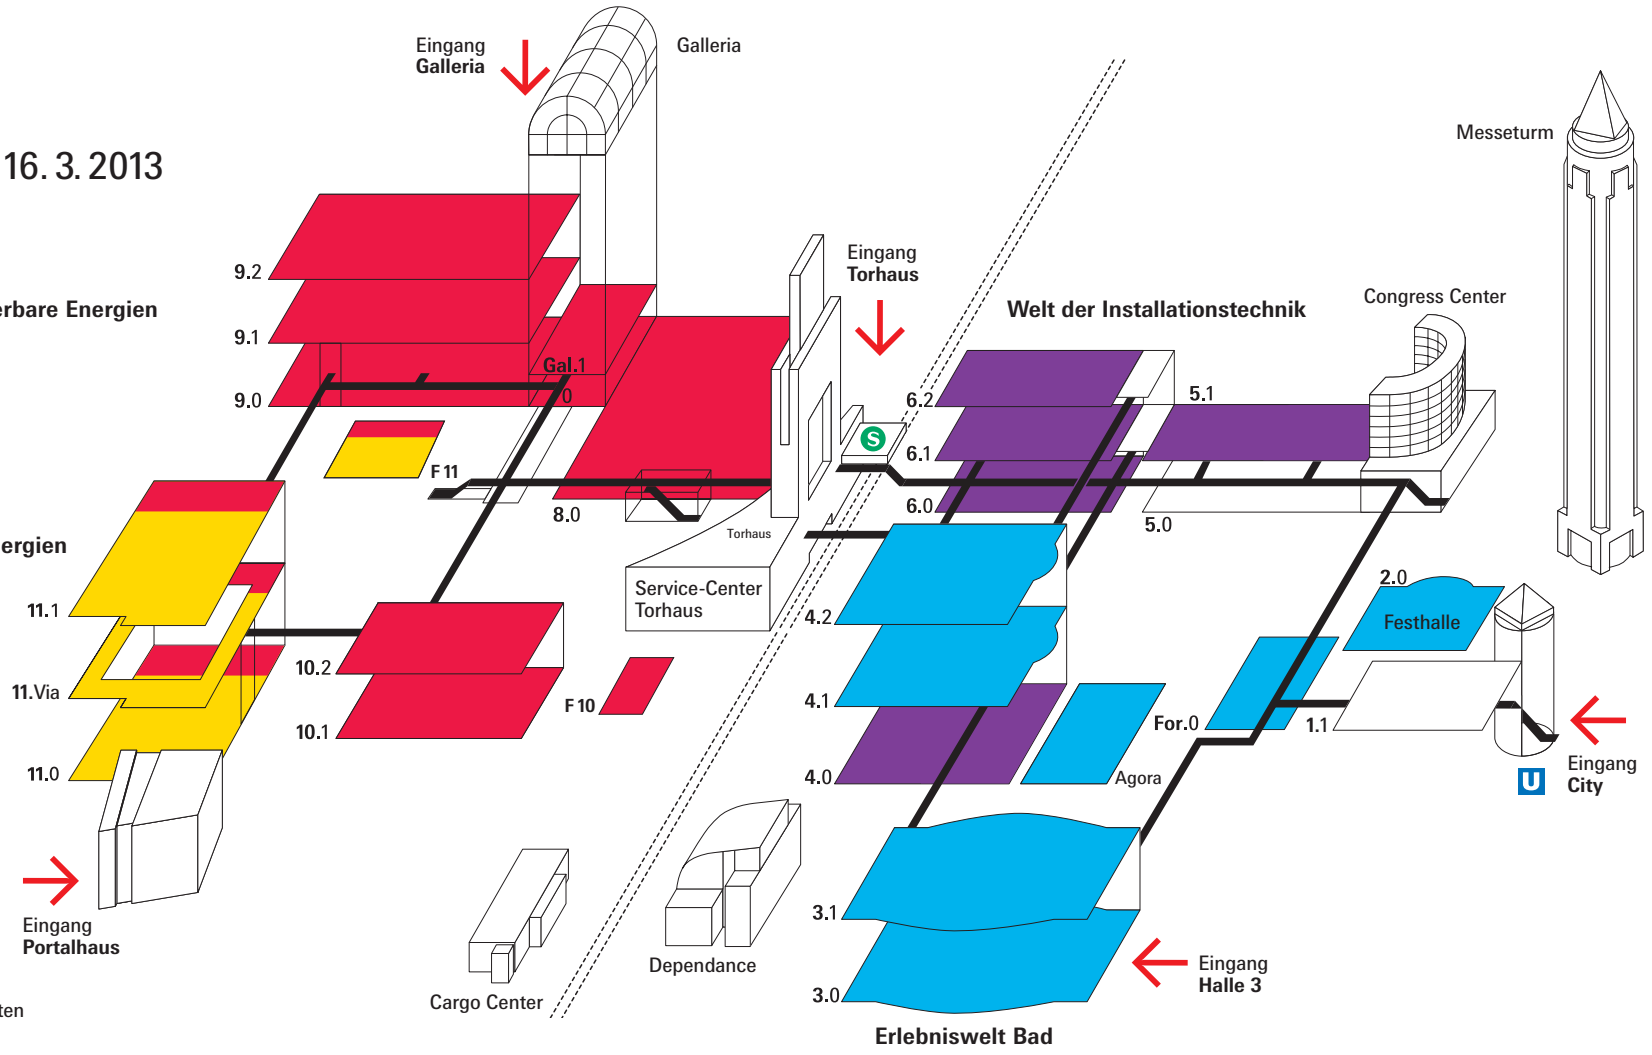 Eingang
Galleria
Galleria
Messeturm
16. 3. 2013
Eingang
Torhaus
9.2
erbare Energien
Welt der Installationstechnik
Congress Center
9.1
Gal.1
0
9.0
6.2
5.1
F 11
S
6.1
8.0
6.0
5.0
Torhaus
ergien
Service-Center
Torhaus
11.1
4.2
2.0
Festhalle
10.2
11.Via
F 10
4.1
For.0
1.1
10.1
11.0
4.0
Agora
U
Eingang
City
Eingang
Portalhaus
3.1
Dependance
Eingang
Halle 3
Cargo Center
3.0
ten
Erlebniswelt Bad